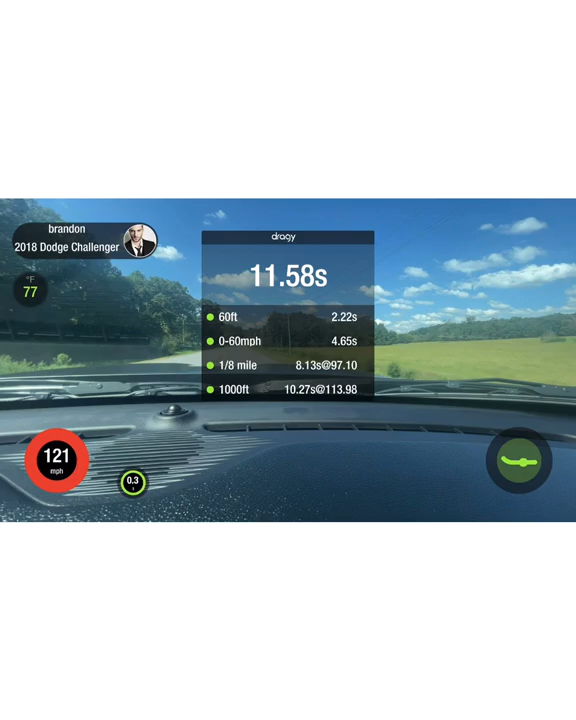 brandon
2018 Dodge Challenger
°F
77
dragy
11.58s
60ft 2.22s
0-60mph 4.65s
1/8 mile 8.13s@97.10
1000ft 10.27s@113.98
121
mph
0.3